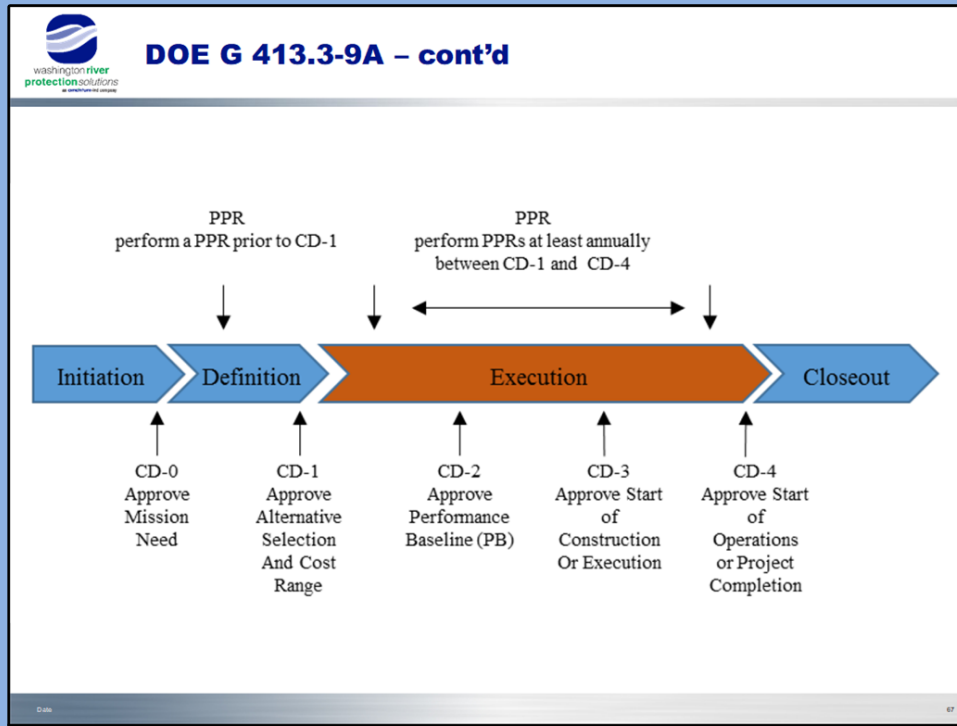 washington river
protection solutions
DOE G 413.3-9A – cont’d
PPR
perform a PPR prior to CD-1
PPR
perform PPRs at least annually
between CD-1 and CD-4
Initiation
Definition
Execution
Closeout
CD-0
Approve
Mission
Need
CD-1
Approve
Alternative
Selection
And Cost
Range
CD-2
Approve
Performance
Baseline (PB)
CD-3
Approve Start
of
Construction
Or Execution
CD-4
Approve Start
of
Operations
or Project
Completion
Date
67